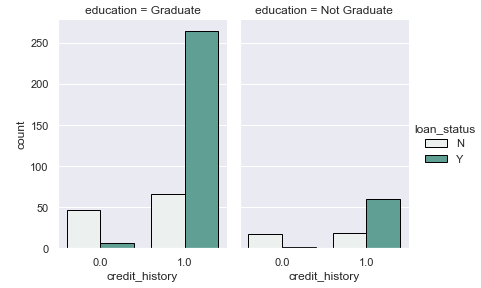 education = Graduate
education = Not Graduate
250
200
150
100
50
0
count
0.0
1.0
0.0
1.0
credit_history
credit_history
loan_status
N
Y